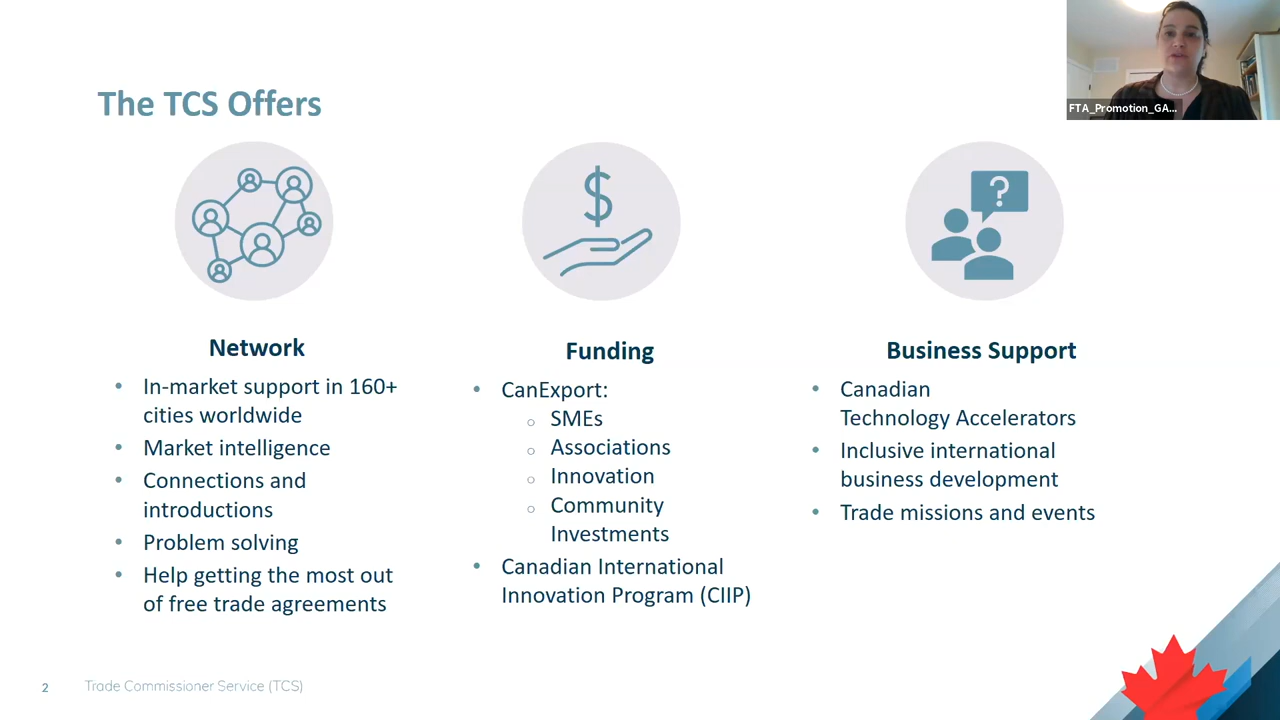 The TCS Offers
FTA_Promotion_GA...
$
?
Network
• In-market support in 160+
cities worldwide
• Market intelligence
• Connections and
introductions
• Problem solving
• Help getting the most out
of free trade agreements
Funding
• CanExport:
○ SMEs
○ Associations
○ Innovation
○ Community
Investments
• Canadian International
Innovation Program (CIIP)
Business Support
• Canadian
Technology Accelerators
• Inclusive international
business development
• Trade missions and events
2 Trade Commissioner Service (TCS)